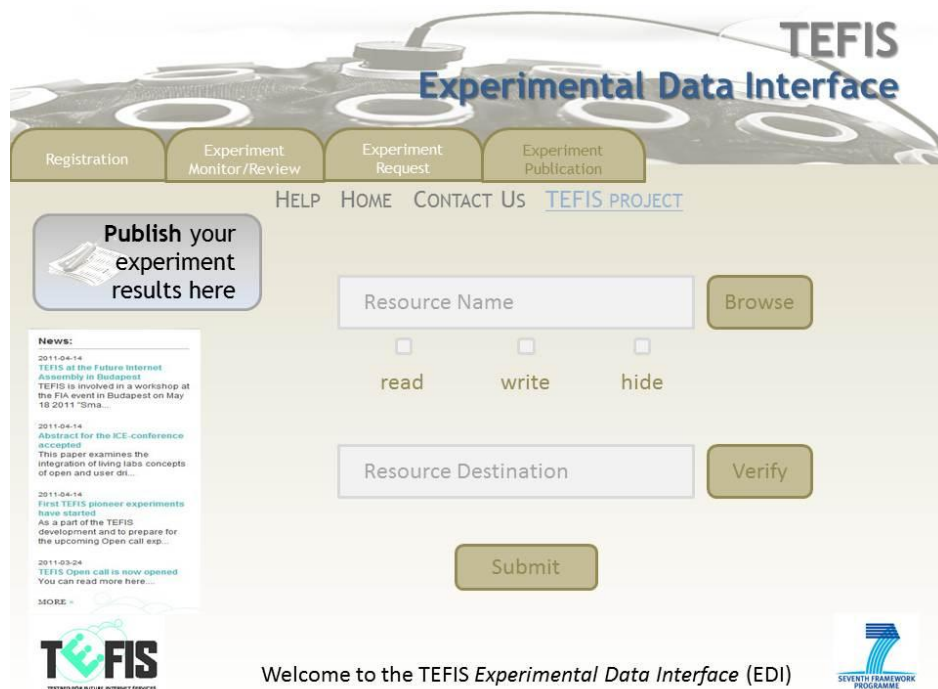 TEFIS
Experimental Data Interface
Registration
Experiment
Monitor/Review
Experiment
Request
Experiment
Publication
HELP HOME CONTACT US TEFIS PROJECT
Publish your
experiment
results here
Resource Name
Browse
read write hide
Resource Destination
Verify
Submit
News:
2011-04-14
TEFIS at the Future Internet
Assembly in Budapest
TEFIS is involved in a workshop at
the FIA event in Budapest on May
18 2011 "Sma...
2011-04-14
Abstract for the ICE-conference
accepted
This paper examines the
integration of living labs concepts
of open and user dri...
2011-04-14
First TEFIS pioneer experiments
have started
As a part of the TEFIS
development and to prepare for
the upcoming Open call exp...
2011-03-24
TEFIS Open call is now opened
You can read more here....
MORE »
TEFIS
TESTBED FOR FUTURE INTERNET SERVICES
Welcome to the TEFIS Experimental Data Interface (EDI)
SEVENTH FRAMEWORK
PROGRAMME